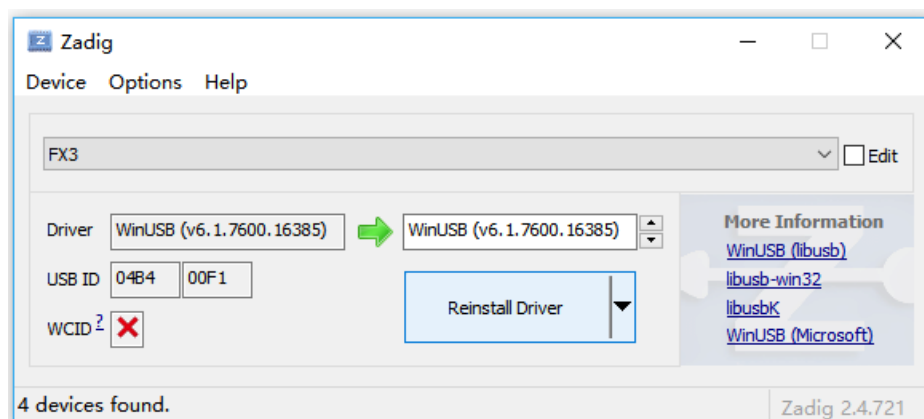 Zadig
Device Options Help
FX3
Edit
Driver WinUSB (v6.1.7600.16385) WinUSB (v6.1.7600.16385)
USB ID 04B4 00F1
WCID ?
Reinstall Driver
More Information
WinUSB (libusb)
libusb-win32
libusbK
WinUSB (Microsoft)
4 devices found.
Zadig 2.4.721